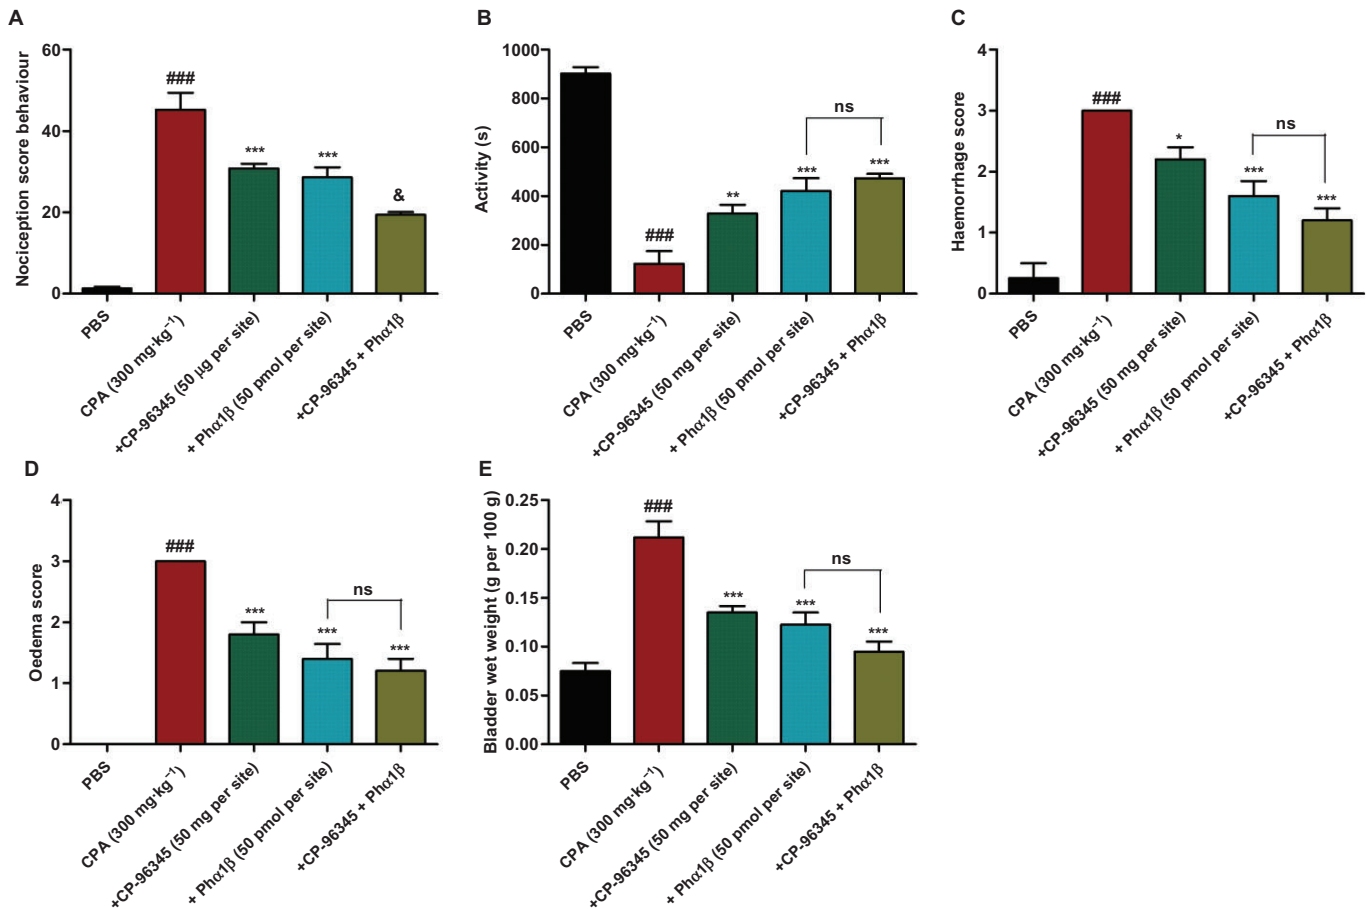 A
Nociception score behaviour
60
40
20
0
###
***
***
&
PBS
CPA (300 mg·kg⁻¹)
+CP-96345 (50 µg per site)
+ Phα1β (50 pmol per site)
+CP-96345 + Phα1β
B
Activity (s)
1000
800
600
400
200
0
###
**
***
***
ns
PBS
CPA (300 mg·kg⁻¹)
+CP-96345 (50 mg per site)
+ Phα1β (50 pmol per site)
+CP-96345 + Phα1β
C
Haemorrhage score
4
3
2
1
0
###
*
***
***
ns
PBS
CPA (300 mg·kg⁻¹)
+CP-96345 (50 mg per site)
+ Phα1β (50 pmol per site)
+CP-96345 + Phα1β
D
Oedema score
4
3
2
1
0
###
***
***
***
ns
PBS
CPA (300 mg·kg⁻¹)
+CP-96345 (50 mg per site)
+ Phα1β (50 pmol per site)
+CP-96345 + Phα1β
E
Bladder wet weight (g per 100 g)
0.25
0.20
0.15
0.10
0.05
0.00
###
***
***
***
ns
PBS
CPA (300 mg·kg⁻¹)
+CP-96345 (50 mg per site)
+ Phα1β (50 pmol per site)
+CP-96345 + Phα1β